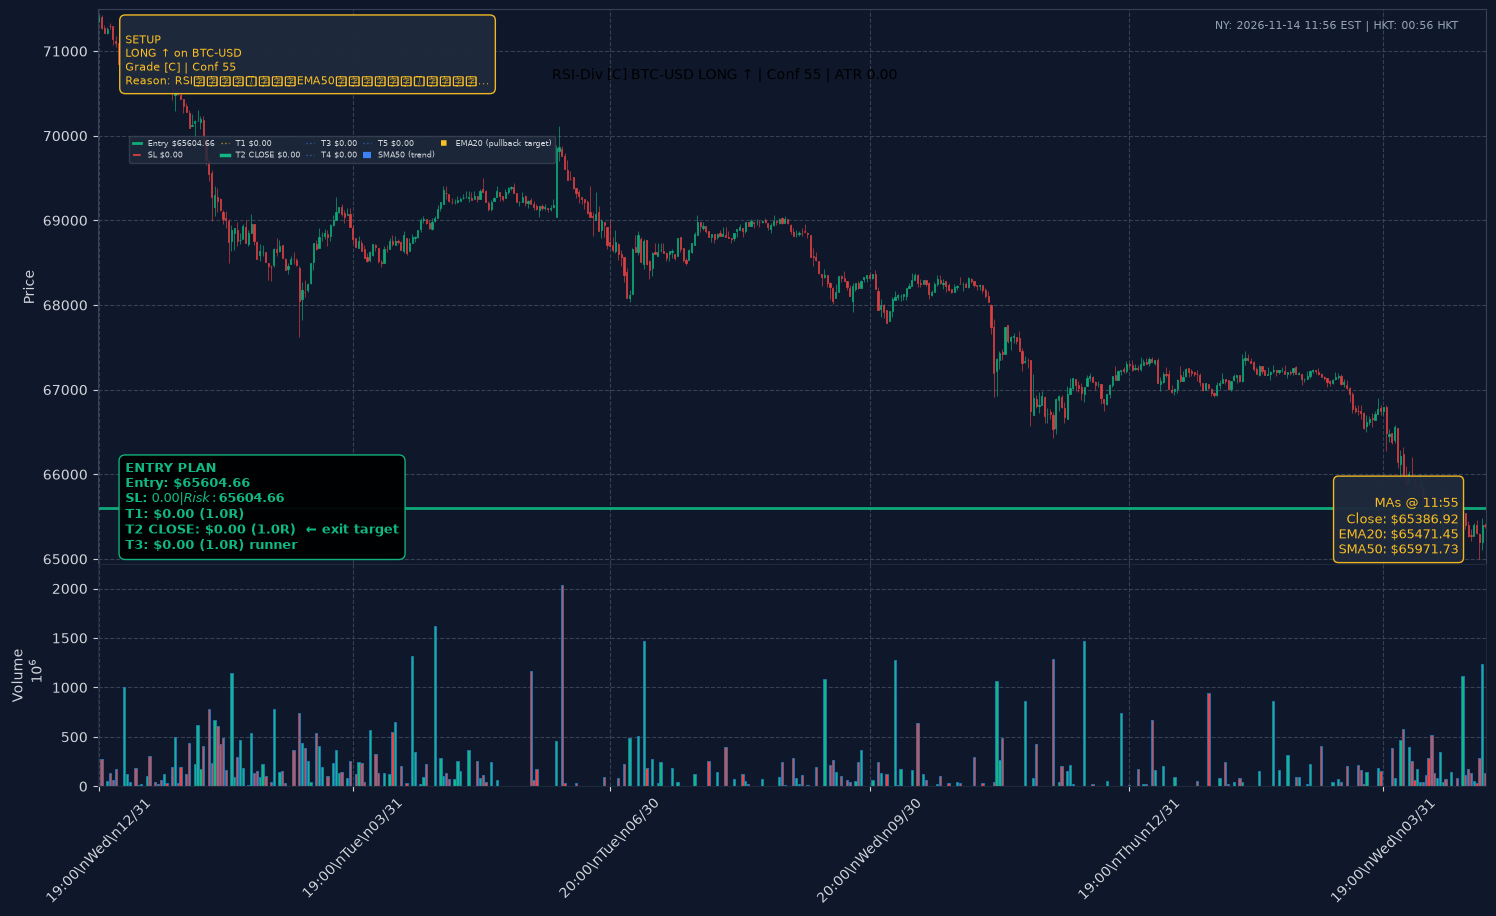 NY: 2026-11-14 11:56 EST | HKT: 00:56 HKT
SETUP
LONG ↑ on BTC-USD
Grade [C] | Conf 55
Reason: RSI
EMA50
...
RSI-Div [C] BTC-USD LONG ↑ | Conf 55 | ATR 0.00
Entry $65604.66
SL $0.00
T1 $0.00
T2 CLOSE $0.00
T3 $0.00
T4 $0.00
T5 $0.00
SMA50 (trend)
EMA20 (pullback target)
Price
71000
70000
69000
68000
67000
66000
65000
ENTRY PLAN
Entry: $65604.66
SL: 0.00|Risk:65604.66
T1: $0.00 (1.0R)
T2 CLOSE: $0.00 (1.0R) ← exit target
T3: $0.00 (1.0R) runner
MAs @ 11:55
Close: $65386.92
EMA20: $65471.45
SMA50: $65971.73
Volume
10⁶
2000
1500
1000
500
0
19:00\nWed\n12/31
19:00\nTue\n03/31
20:00\nTue\n06/30
20:00\nWed\n09/30
19:00\nThu\n12/31
19:00\nWed\n03/31